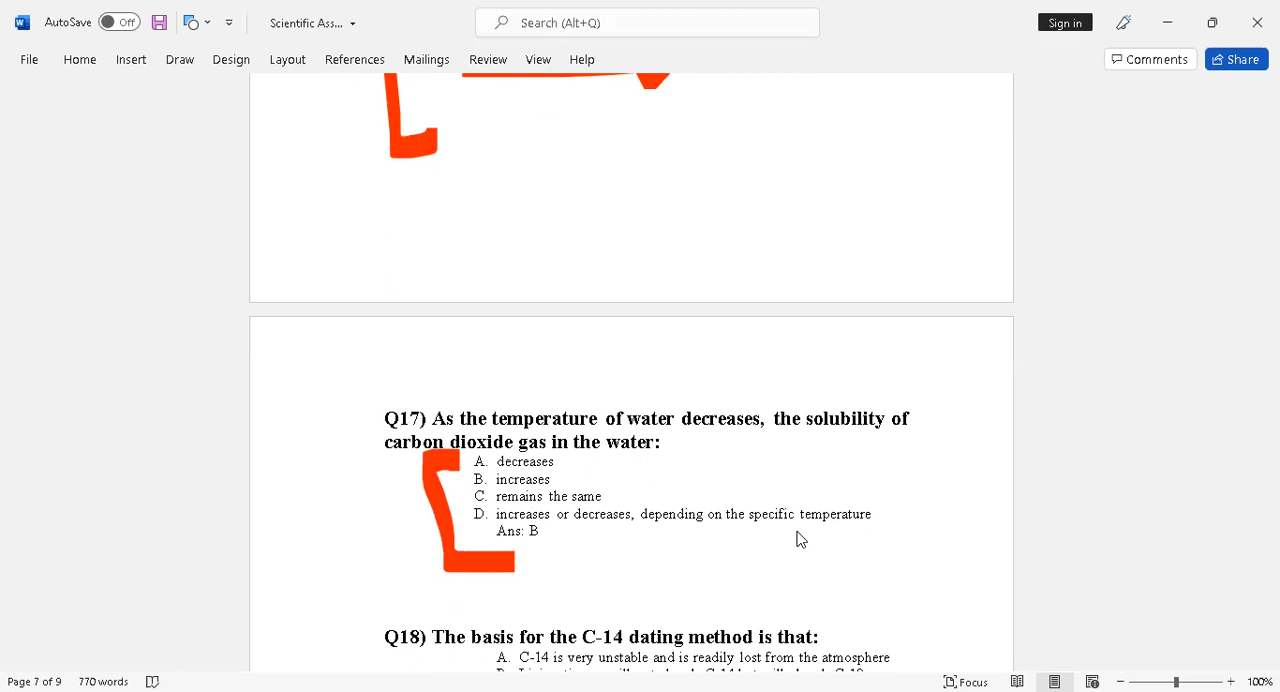 AutoSave Off Scientific Ass... Search (Alt+Q) Sign in
File Home Insert Draw Design Layout References Mailings Review View Help Comments Share
Q17) As the temperature of water decreases, the solubility of
carbon dioxide gas in the water:
A. decreases
B. increases
C. remains the same
D. increases or decreases, depending on the specific temperature
Ans: B
Q18) The basis for the C-14 dating method is that:
A. C-14 is very unstable and is readily lost from the atmosphere
Page 7 of 9 770 words Focus 100%